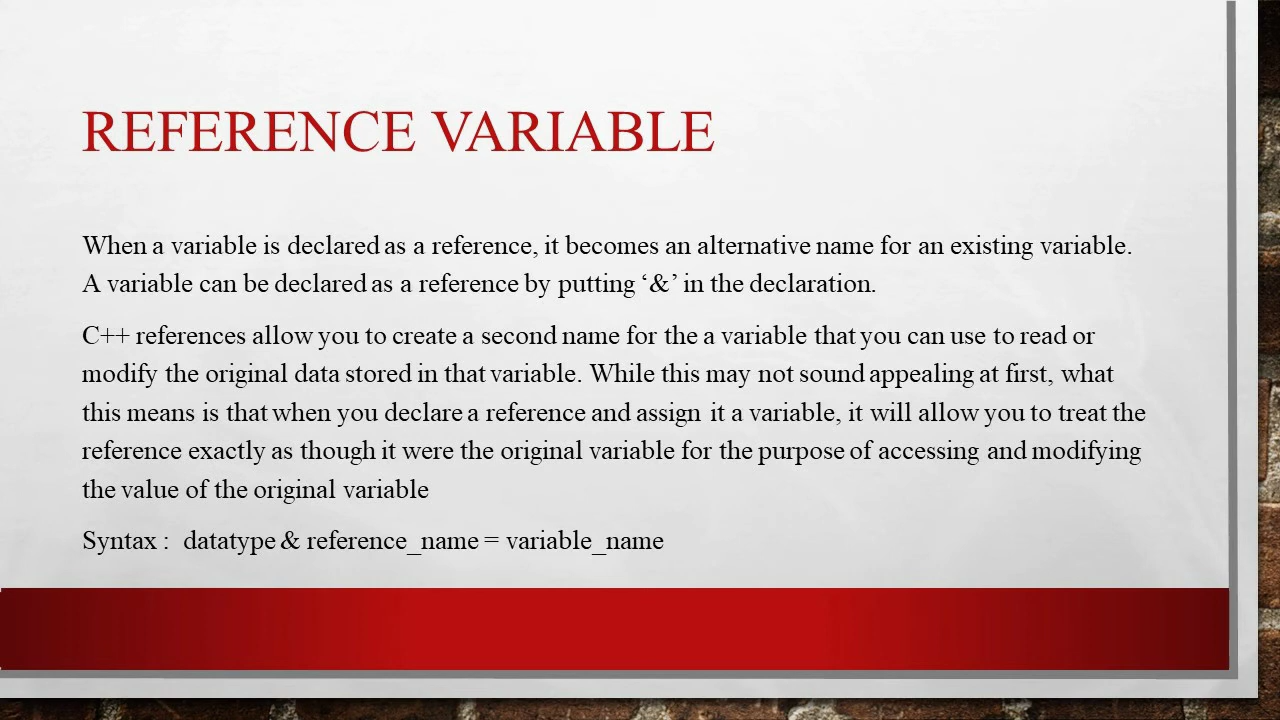 REFERENCE VARIABLE
When a variable is declared as a reference, it becomes an alternative name for an existing variable.
A variable can be declared as a reference by putting ‘&’ in the declaration.
C++ references allow you to create a second name for the a variable that you can use to read or
modify the original data stored in that variable. While this may not sound appealing at first, what
this means is that when you declare a reference and assign it a variable, it will allow you to treat the
reference exactly as though it were the original variable for the purpose of accessing and modifying
the value of the original variable
Syntax : datatype & reference_name = variable_name